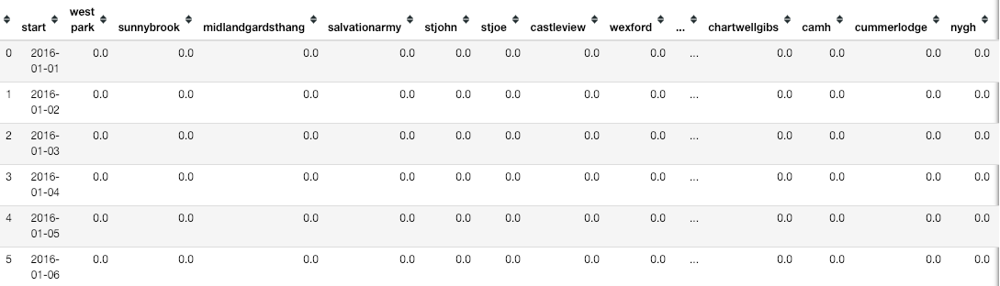 start west park sunnybrook midlandgardsthang salvationarmy stjohn stjoe castleview wexford ... chartwellgibs camh cummerlodge nygh
0 2016-01-01 0.0 0.0 0.0 0.0 0.0 0.0 0.0 0.0 ... 0.0 0.0 0.0 0.0
1 2016-01-02 0.0 0.0 0.0 0.0 0.0 0.0 0.0 0.0 ... 0.0 0.0 0.0 0.0
2 2016-01-03 0.0 0.0 0.0 0.0 0.0 0.0 0.0 0.0 ... 0.0 0.0 0.0 0.0
3 2016-01-04 0.0 0.0 0.0 0.0 0.0 0.0 0.0 0.0 ... 0.0 0.0 0.0 0.0
4 2016-01-05 0.0 0.0 0.0 0.0 0.0 0.0 0.0 0.0 ... 0.0 0.0 0.0 0.0
5 2016-01-06 0.0 0.0 0.0 0.0 0.0 0.0 0.0 0.0 ... 0.0 0.0 0.0 0.0